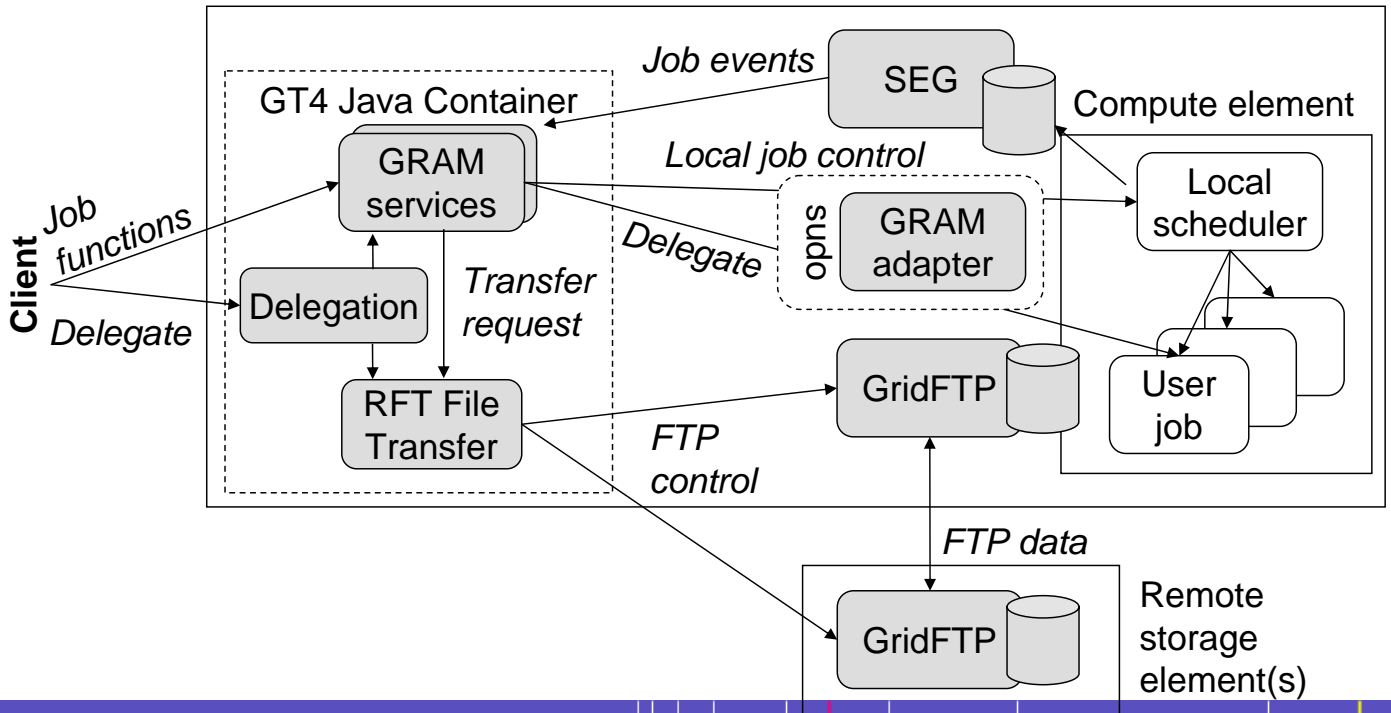 Job events
SEG
GT4 Java Container
Compute element
GRAM
services
Local job control
Local
scheduler
Client
Job
functions
Delegate
sudo
GRAM
adapter
Delegation
Transfer
request
Delegate
RFT File
Transfer
GridFTP
User
job
FTP
control
FTP data
GridFTP
Remote
storage
element(s)